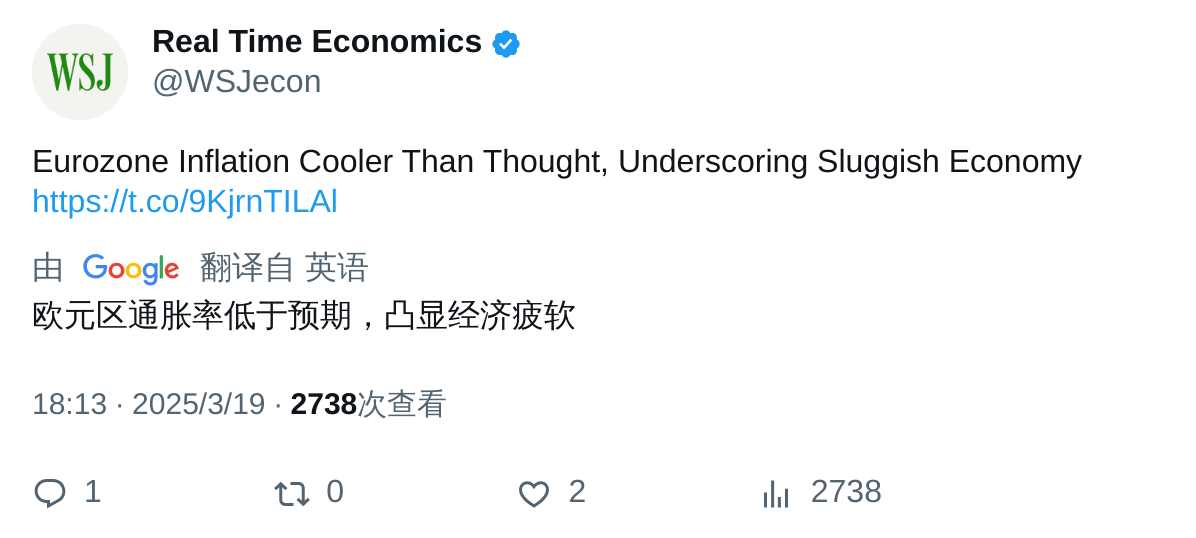 WSJ
Real Time Economics
@WSJecon
Eurozone Inflation Cooler Than Thought, Underscoring Sluggish Economy
https://t.co/9KjrnTILAl
由 Google 翻译自 英语
欧元区通胀率低于预期，凸显经济疲软
18:13 · 2025/3/19 · 2738次查看
1 0 2 2738